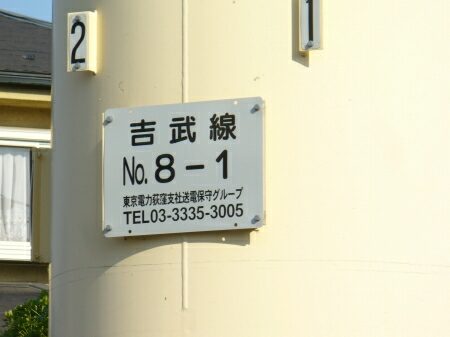 2
1
吉武線
No. 8-1
東京電力荻窪支社送電保守グループ
TEL03-3335-3005